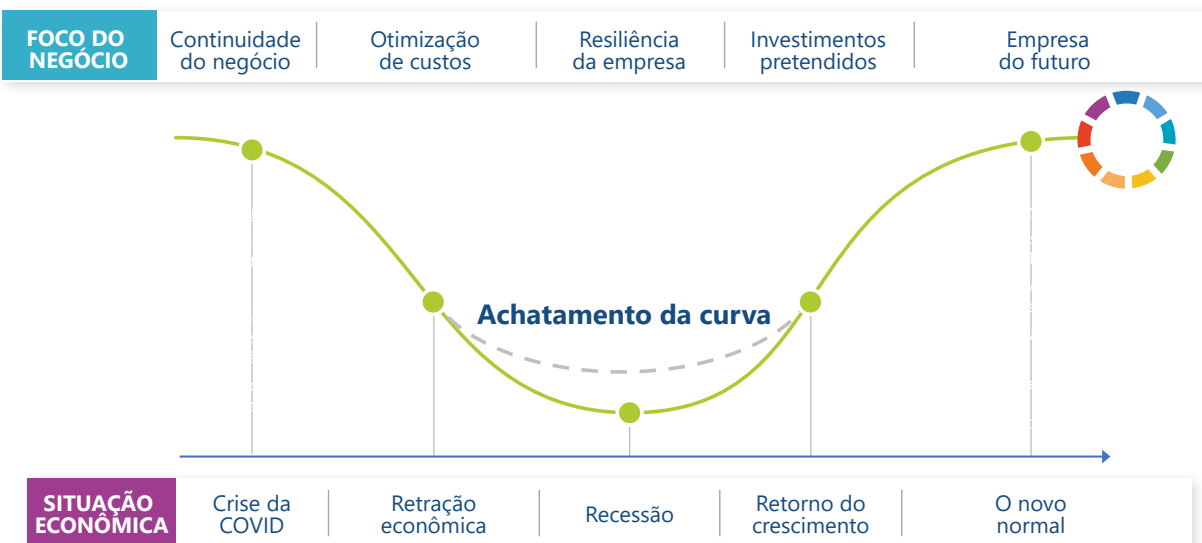 FOCO DO
NEGÓCIO
Continuidade
do negócio
Otimização
de custos
Resiliência
da empresa
Investimentos
pretendidos
Empresa
do futuro
Achatamento da curva
SITUAÇÃO
ECONÔMICA
Crise da
COVID
Retração
econômica
Recessão
Retorno do
crescimento
O novo
normal